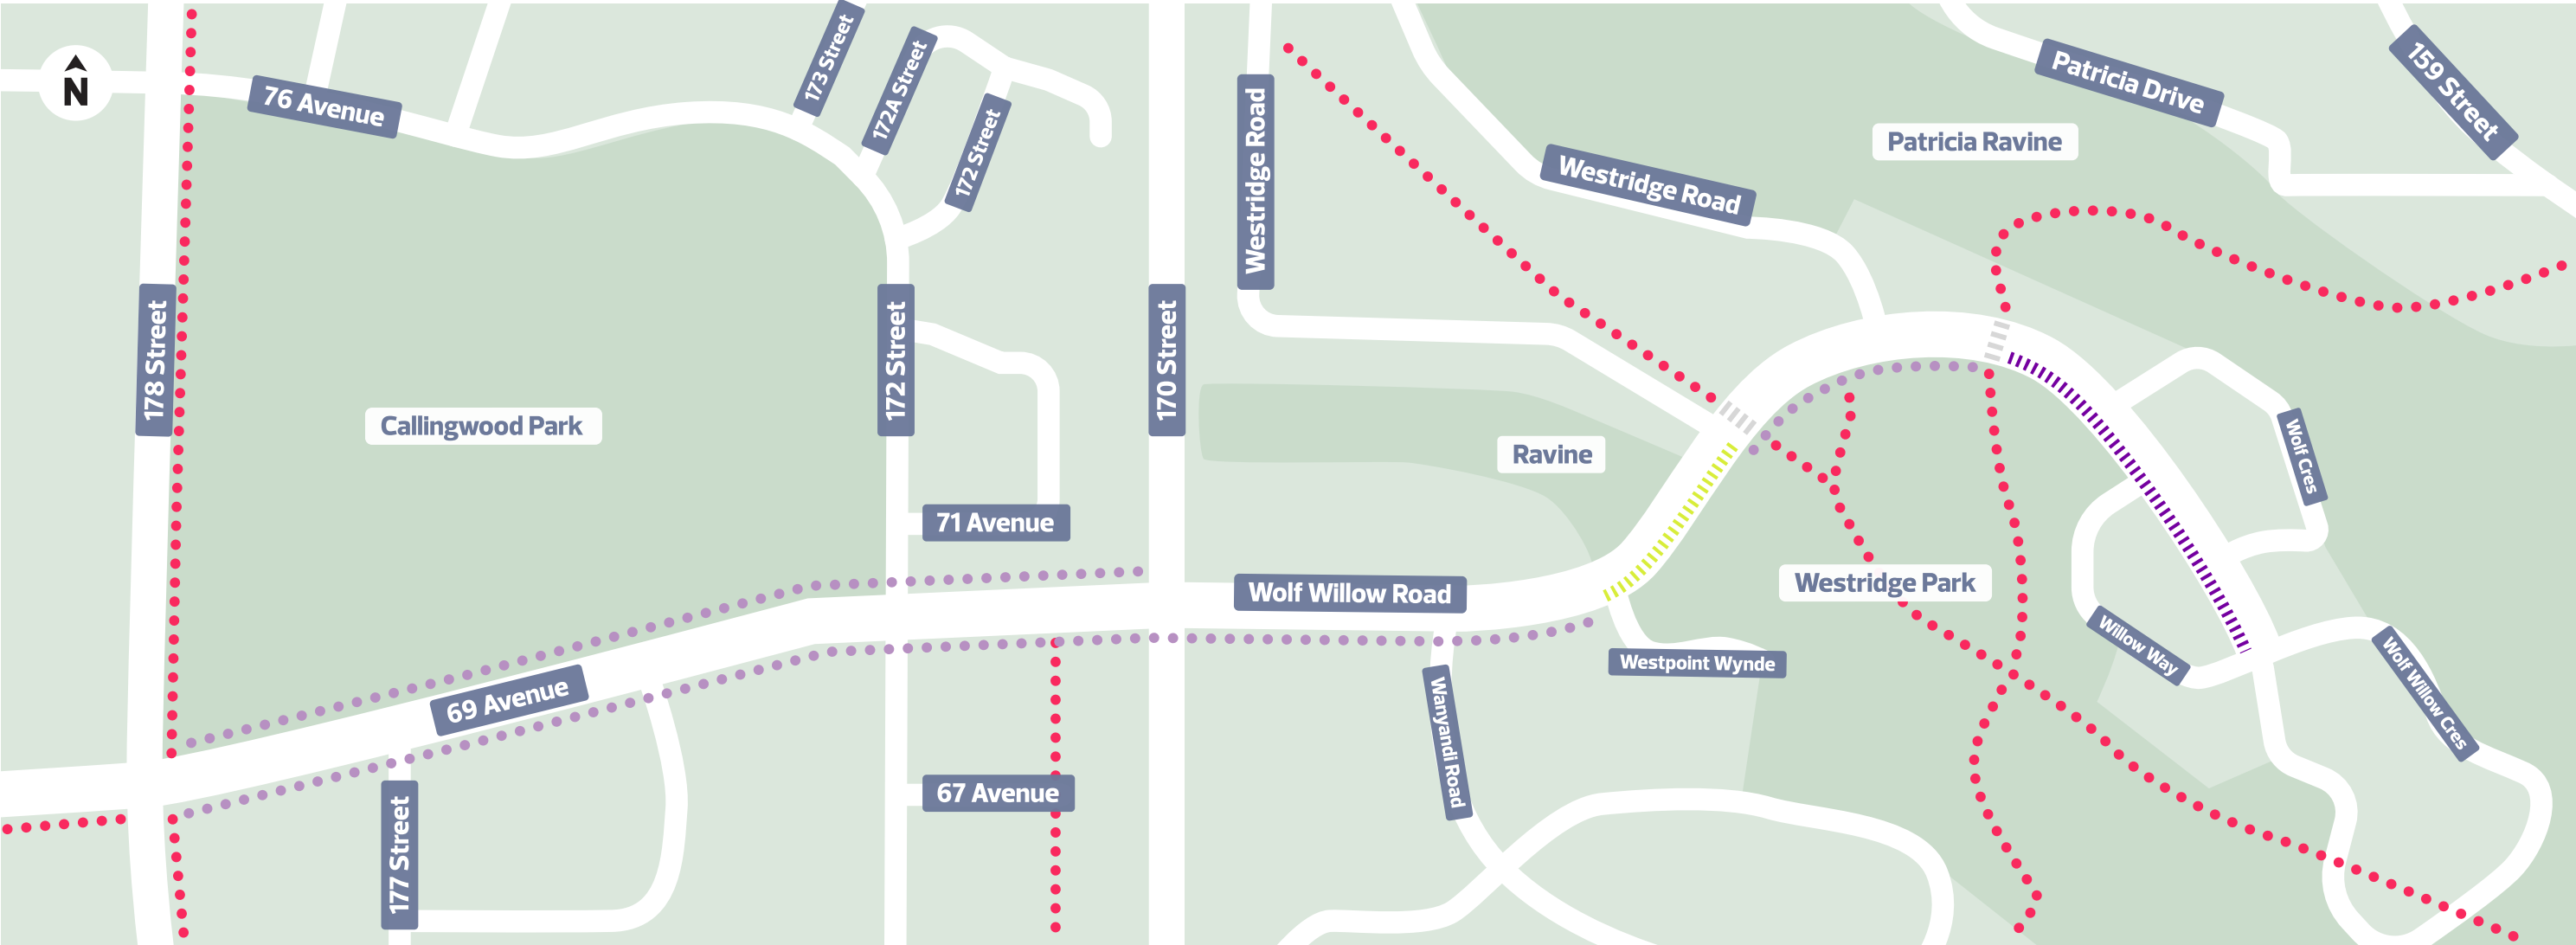 N
76 Avenue
173 Street
172A Street
172 Street
Westridge Road
Westridge Road
Patricia Ravine
Patricia Drive
159 Street
178 Street
Callingwood Park
172 Street
170 Street
Ravine
Wolf Cres
71 Avenue
Wolf Willow Road
Westridge Park
Westpoint Wynde
Willow Way
Wolf Willow Cres
69 Avenue
Wanyandi Road
67 Avenue
177 Street